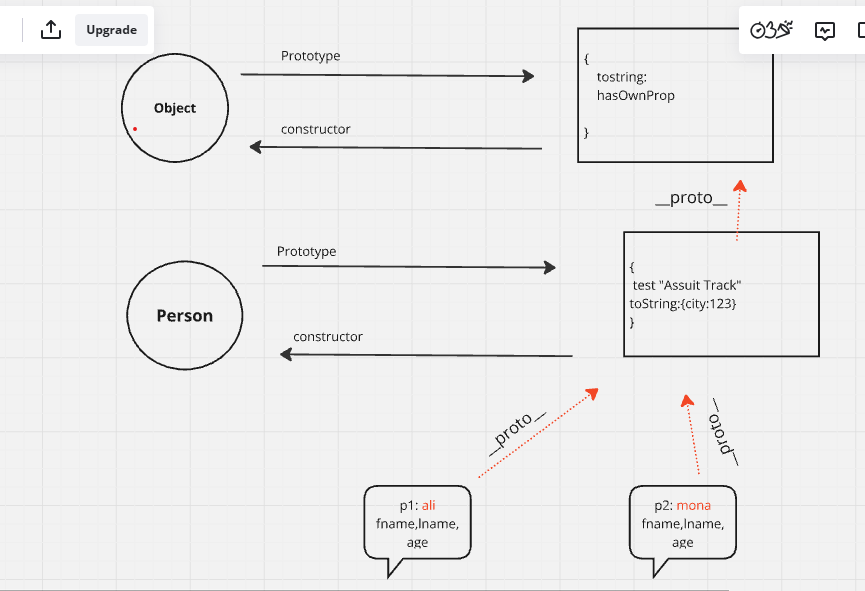 Upgrade
Prototype
Object
constructor
{
tostring:
hasOwnProp
}
__proto__
Prototype
Person
constructor
{
test "Assuit Track"
toString:{city:123}
}
__proto__
__proto__
p1: ali
fname,lname,
age
p2: mona
fname,lname,
age